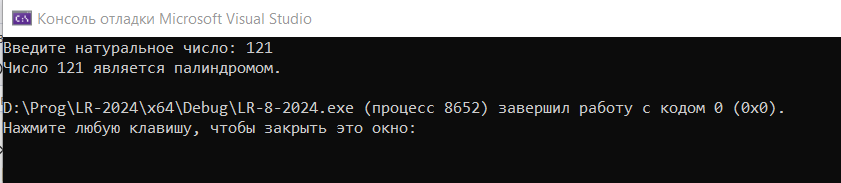 C:\ Консоль отладки Microsoft Visual Studio
Введите натуральное число: 121
Число 121 является палиндромом.
D:\Prog\LR-2024\x64\Debug\LR-8-2024.exe (процесс 8652) завершил работу с кодом 0 (0x0).
Нажмите любую клавишу, чтобы закрыть это окно: